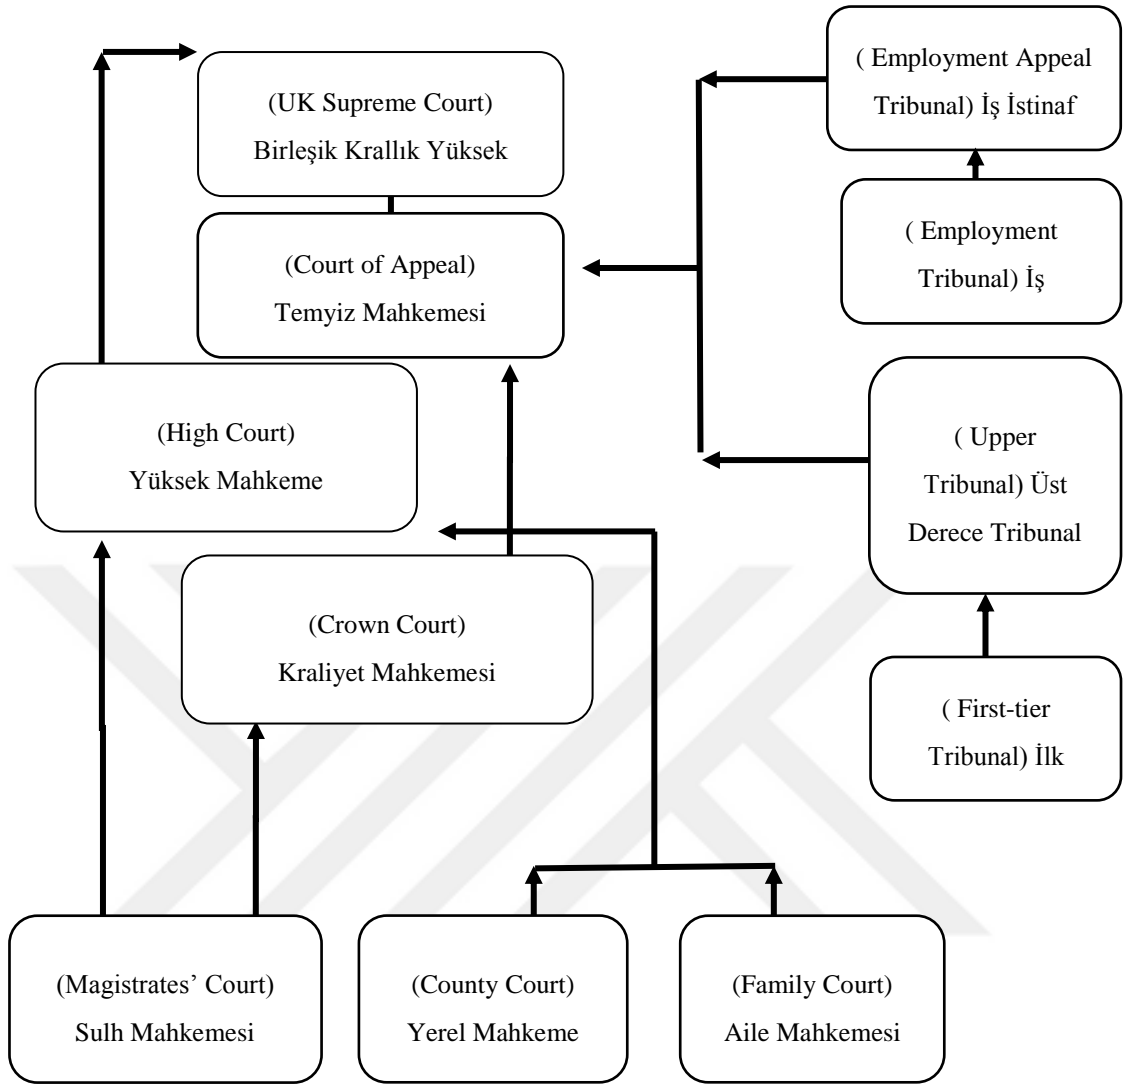 (UK Supreme Court)
Birleşik Krallık Yüksek
(Court of Appeal)
Temyiz Mahkemesi
(High Court)
Yüksek Mahkeme
(Crown Court)
Kraliyet Mahkemesi
(Magistrates’ Court)
Sulh Mahkemesi
(County Court)
Yerel Mahkeme
(Family Court)
Aile Mahkemesi
( Employment Appeal
Tribunal) İş İstinaf
( Employment
Tribunal) İş
( Upper
Tribunal) Üst
Derece Tribunal
( First-tier
Tribunal) İlk